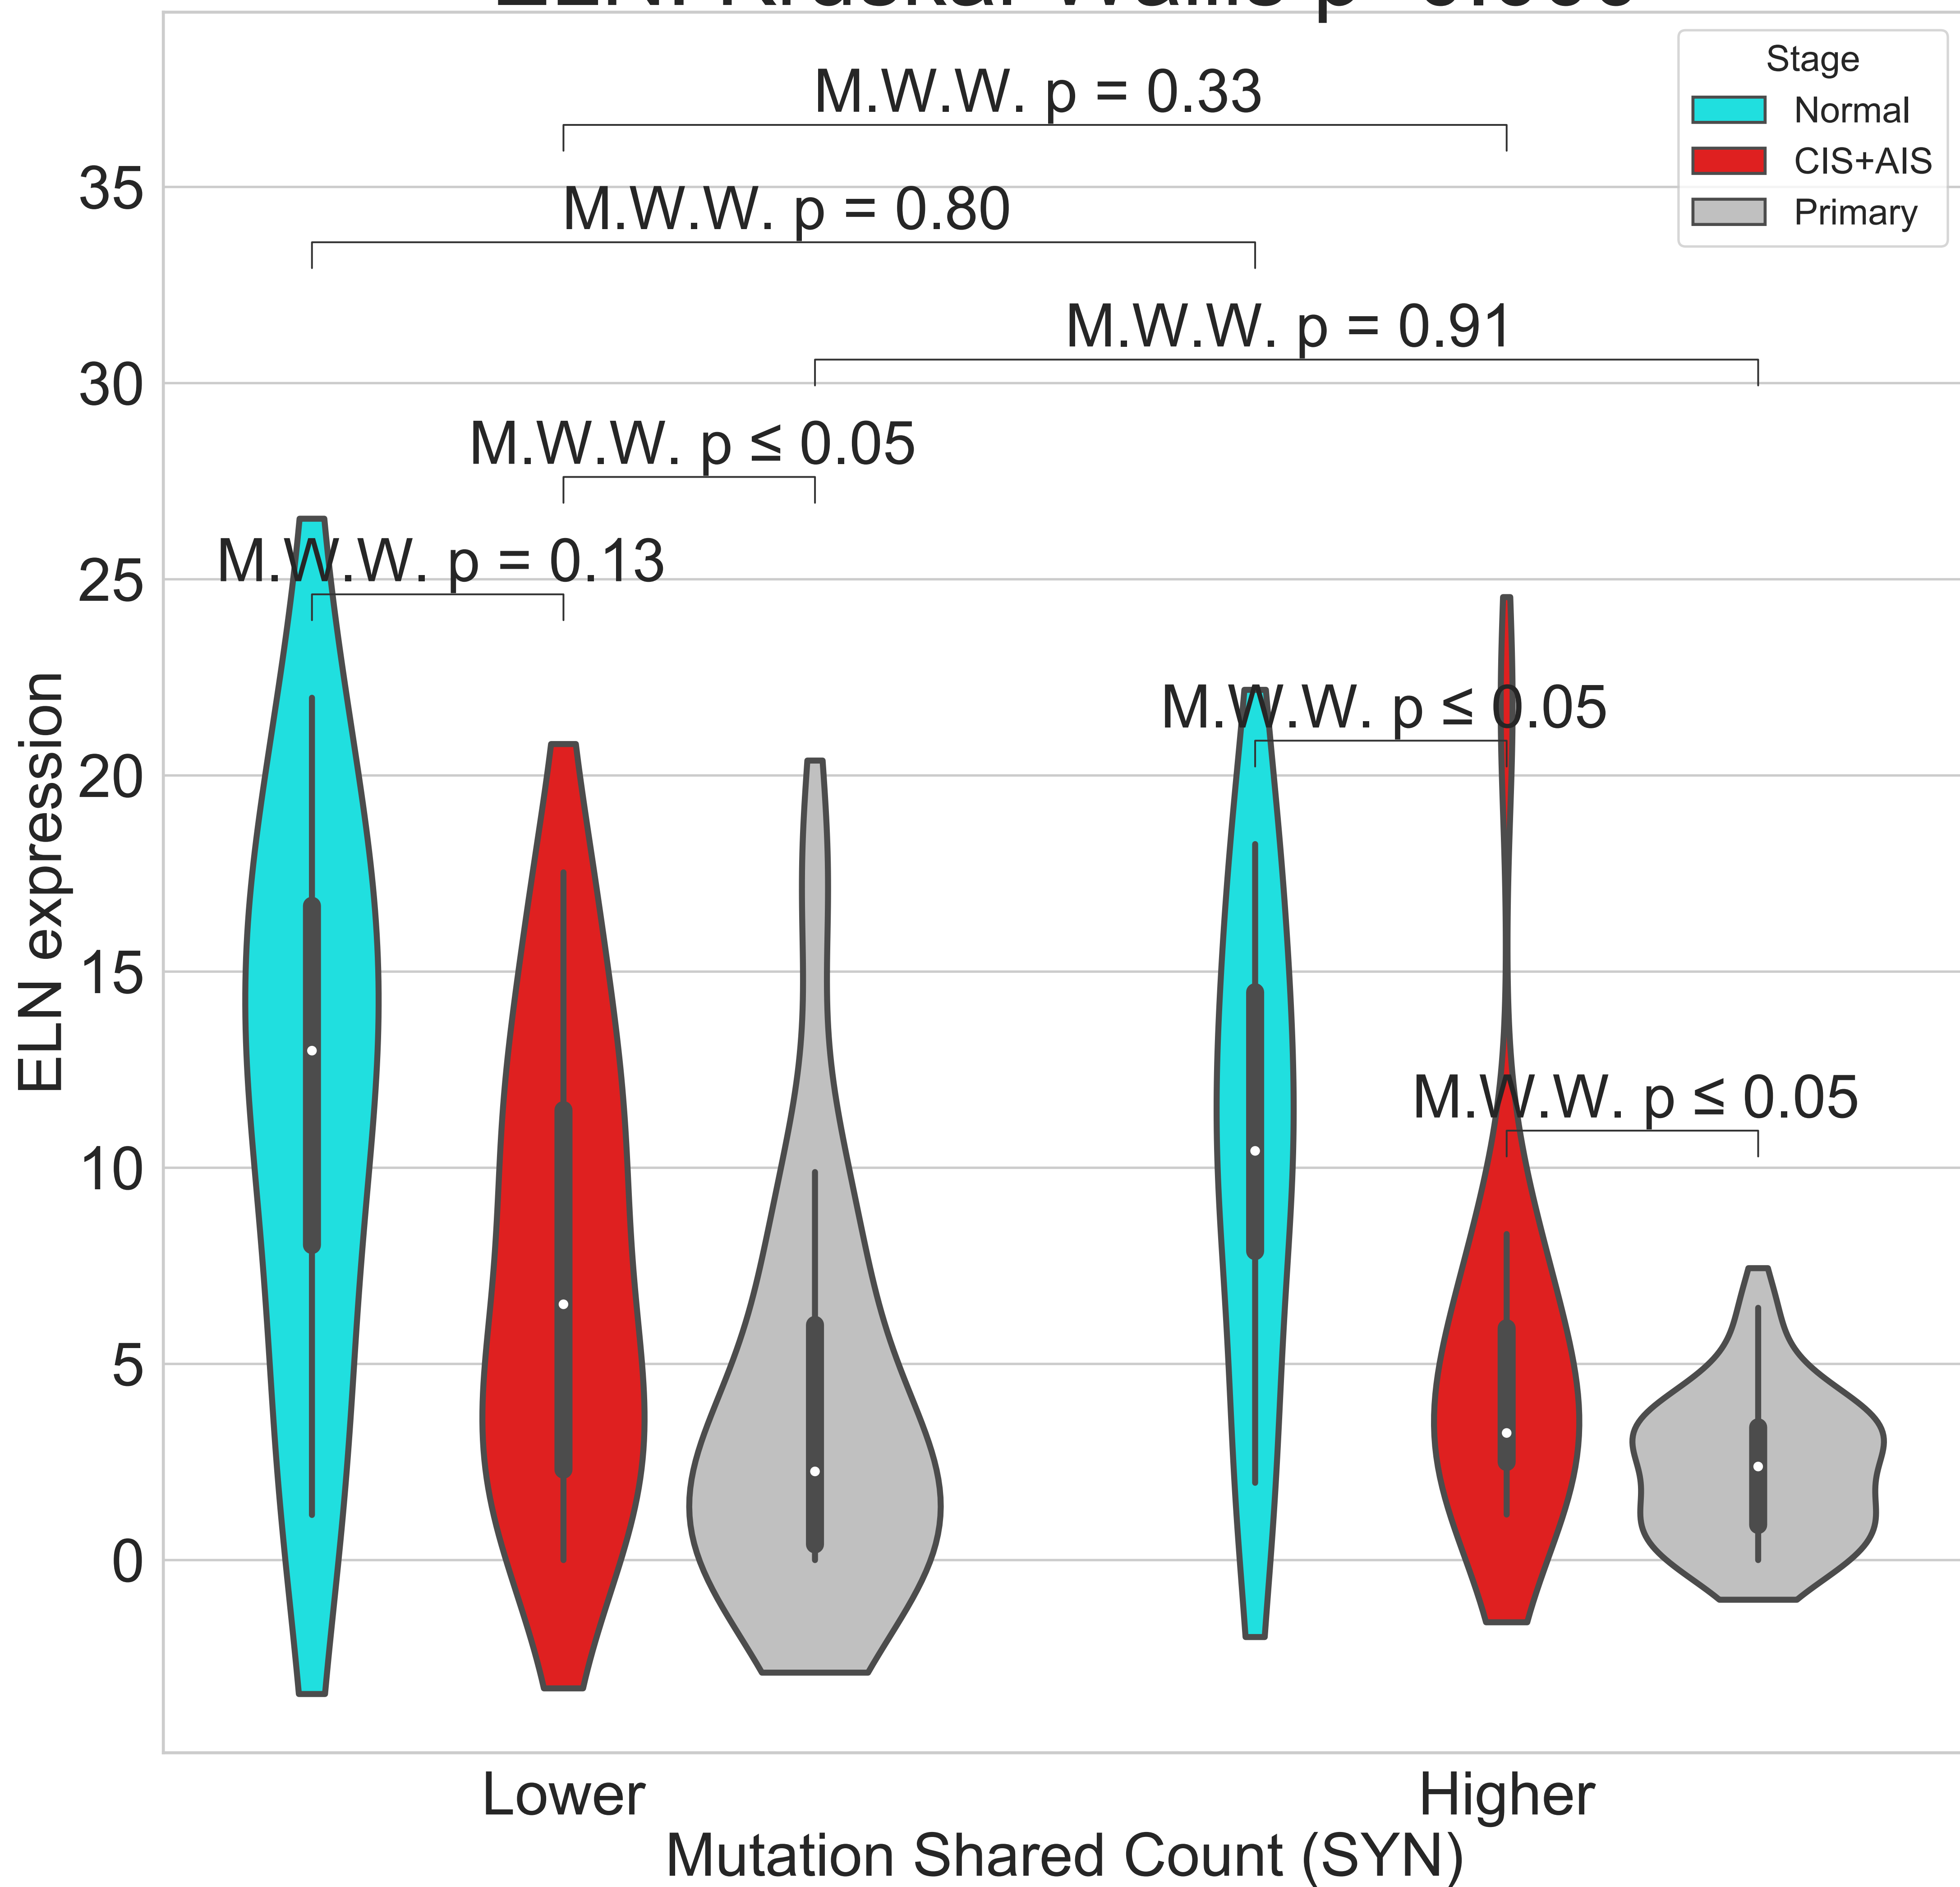 Stage
Normal
CIS+AIS
Primary
M.W.W. p = 0.33
M.W.W. p = 0.80
M.W.W. p = 0.91
M.W.W. p ≤ 0.05
M.W.W. p = 0.13
M.W.W. p ≤ 0.05
M.W.W. p ≤ 0.05
35
30
25
20
15
10
5
0
ELN expression
Lower
Higher
Mutation Shared Count (SYN)